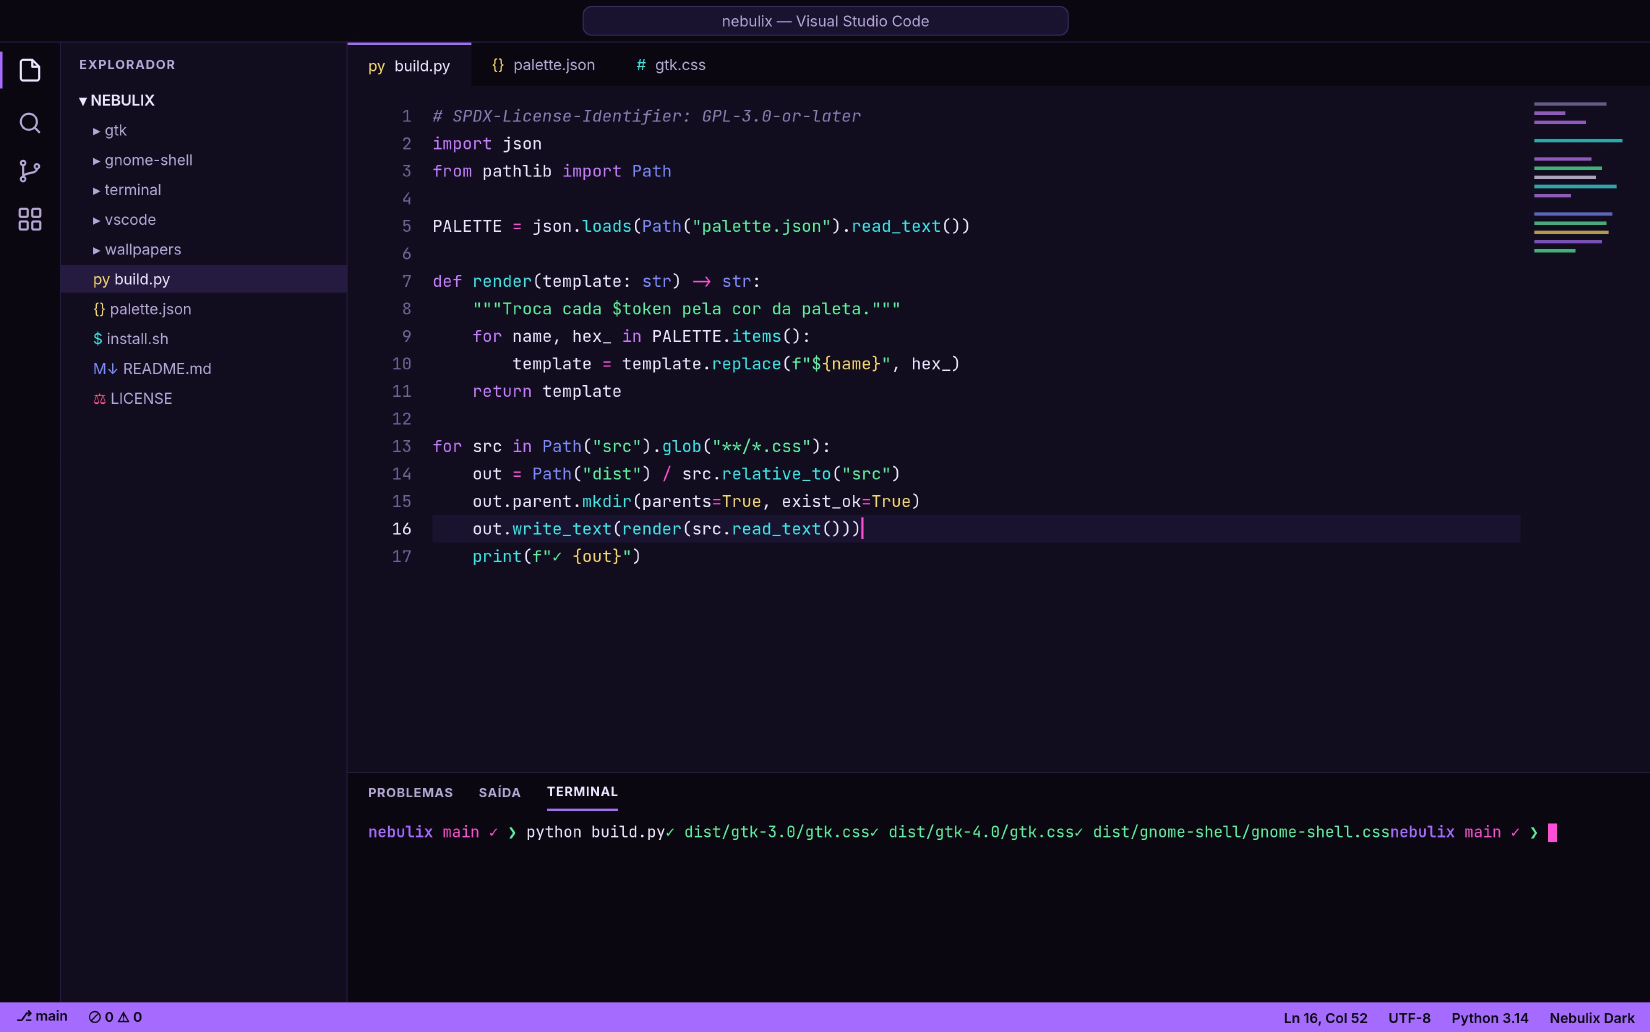 nebulix — Visual Studio Code
EXPLORADOR
▾ NEBULIX
▸ gtk
▸ gnome-shell
▸ terminal
▸ vscode
▸ wallpapers
py build.py
{} palette.json
$ install.sh
M↓ README.md
⚖ LICENSE
py build.py
{} palette.json
# gtk.css
1 # SPDX-License-Identifier: GPL-3.0-or-later
2 import json
3 from pathlib import Path
4
5 PALETTE = json.loads(Path("palette.json").read_text())
6
7 def render(template: str) -> str:
8     """Troca cada $token pela cor da paleta."""
9     for name, hex_ in PALETTE.items():
10         template = template.replace(f"${name}", hex_)
11     return template
12
13 for src in Path("src").glob("**/*.css"):
14     out = Path("dist") / src.relative_to("src")
15     out.parent.mkdir(parents=True, exist_ok=True)
16     out.write_text(render(src.read_text()))
17     print(f"✓ {out}")
PROBLEMAS SAÍDA TERMINAL
nebulix main ✓ ❯ python build.py✓ dist/gtk-3.0/gtk.css✓ dist/gtk-4.0/gtk.css✓ dist/gnome-shell/gnome-shell.cssnebulix main ✓ ❯
⎇ main ⊘ 0 ⚠ 0 Ln 16, Col 52 UTF-8 Python 3.14 Nebulix Dark